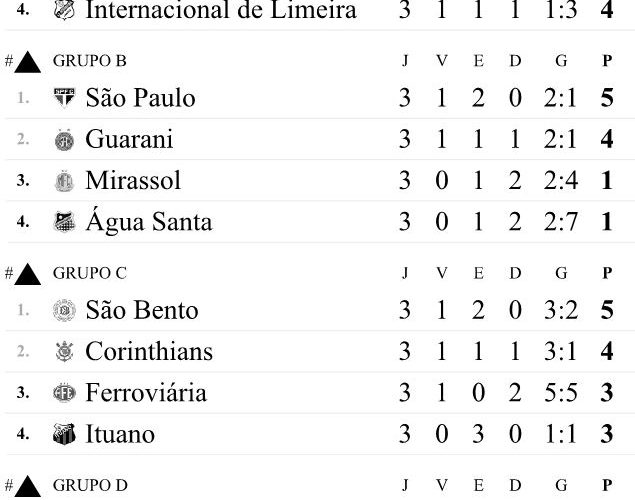 4. Internacional de Limeira 3 1 1 1 1:3 4
# GRUPO B J V E D G P
1. São Paulo 3 1 2 0 2:1 5
2. Guarani 3 1 1 1 2:1 4
3. Mirassol 3 0 1 2 2:4 1
4. Água Santa 3 0 1 2 2:7 1
# GRUPO C J V E D G P
1. São Bento 3 1 2 0 3:2 5
2. Corinthians 3 1 1 1 3:1 4
3. Ferroviária 3 1 0 2 5:5 3
4. Ituano 3 0 3 0 1:1 3
# GRUPO D J V E D G P